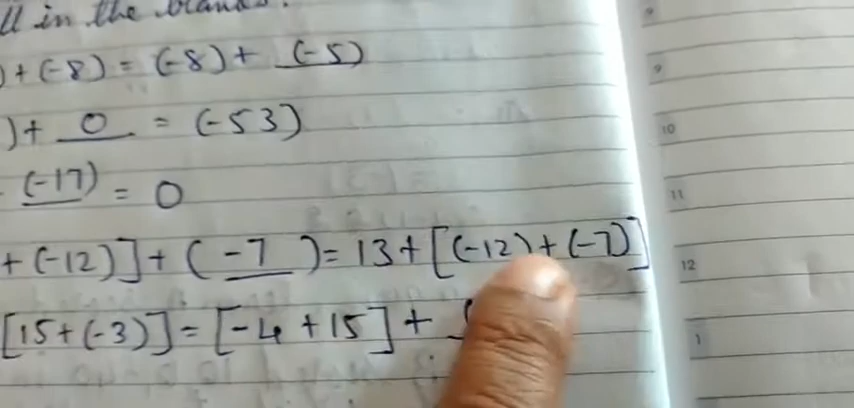 ll in the blanks.
) + (-8) = (-8) + (-5)
) + 0 = (-53)
(-17) = 0
+ (-12)] + ( -7 ) = 13 + [(-12) + (-7)]
[15 + (-3)] = [-4 + 15] +
9
10
11
12
1